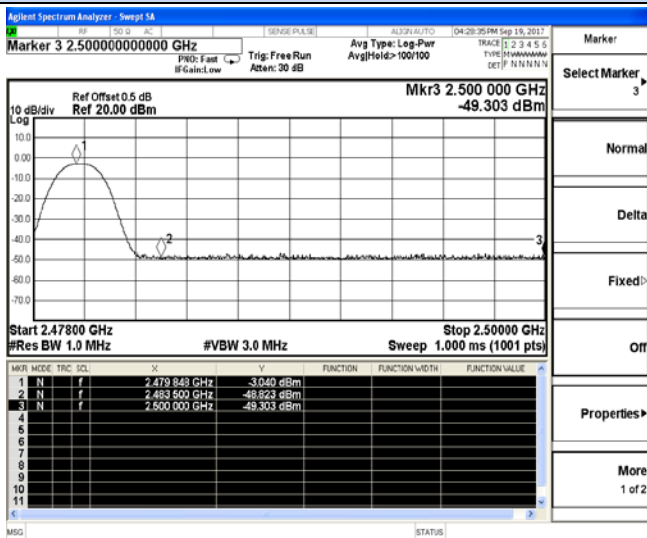 Agilent Spectrum Analyzer - Swept SA
RF 50 Ω AC SENSE:PULSE ALIGN AUTO 04:28:35 PM Sep 19, 2017
Marker 3 2.500000000000 GHz
PNO: Fast
IFGain:Low
Trig: Free Run
Atten: 30 dB
Avg Type: Log-Pwr
Avg|Hold:>100/100
TRACE 1 2 3 4 5 6
TYPE MWWWWW
DET P N N N N N
Ref Offset 0.5 dB
10 dB/div Ref 20.00 dBm
Log
Mkr3 2.500 000 GHz
-49.303 dBm
10.0
0.00
-10.0
-20.0
-30.0
-40.0
-50.0
-60.0
-70.0
1
2
3
Start 2.47800 GHz Stop 2.50000 GHz
#Res BW 1.0 MHz #VBW 3.0 MHz Sweep 1.000 ms (1001 pts)
MKR MODE TRC SCL X Y FUNCTION FUNCTION WIDTH FUNCTION VALUE
1 N f 2.479 848 GHz -3.040 dBm
2 N f 2.483 500 GHz -48.823 dBm
3 N f 2.500 000 GHz -49.303 dBm
4
5
6
7
8
9
10
11
MSG STATUS
Marker
Select Marker
3
Normal
Delta
Fixed
Off
Properties
More
1 of 2